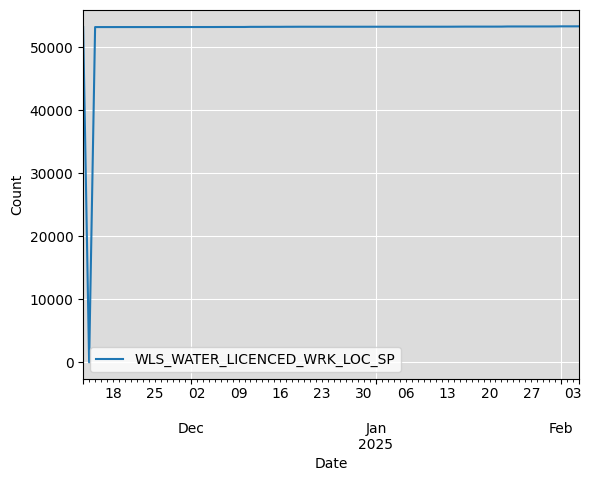 Count
50000
40000
30000
20000
10000
0
WLS_WATER_LICENCED_WRK_LOC_SP
18 25 02 09 16 23 30 06 13 20 27 03
Dec Jan Feb
2025
Date